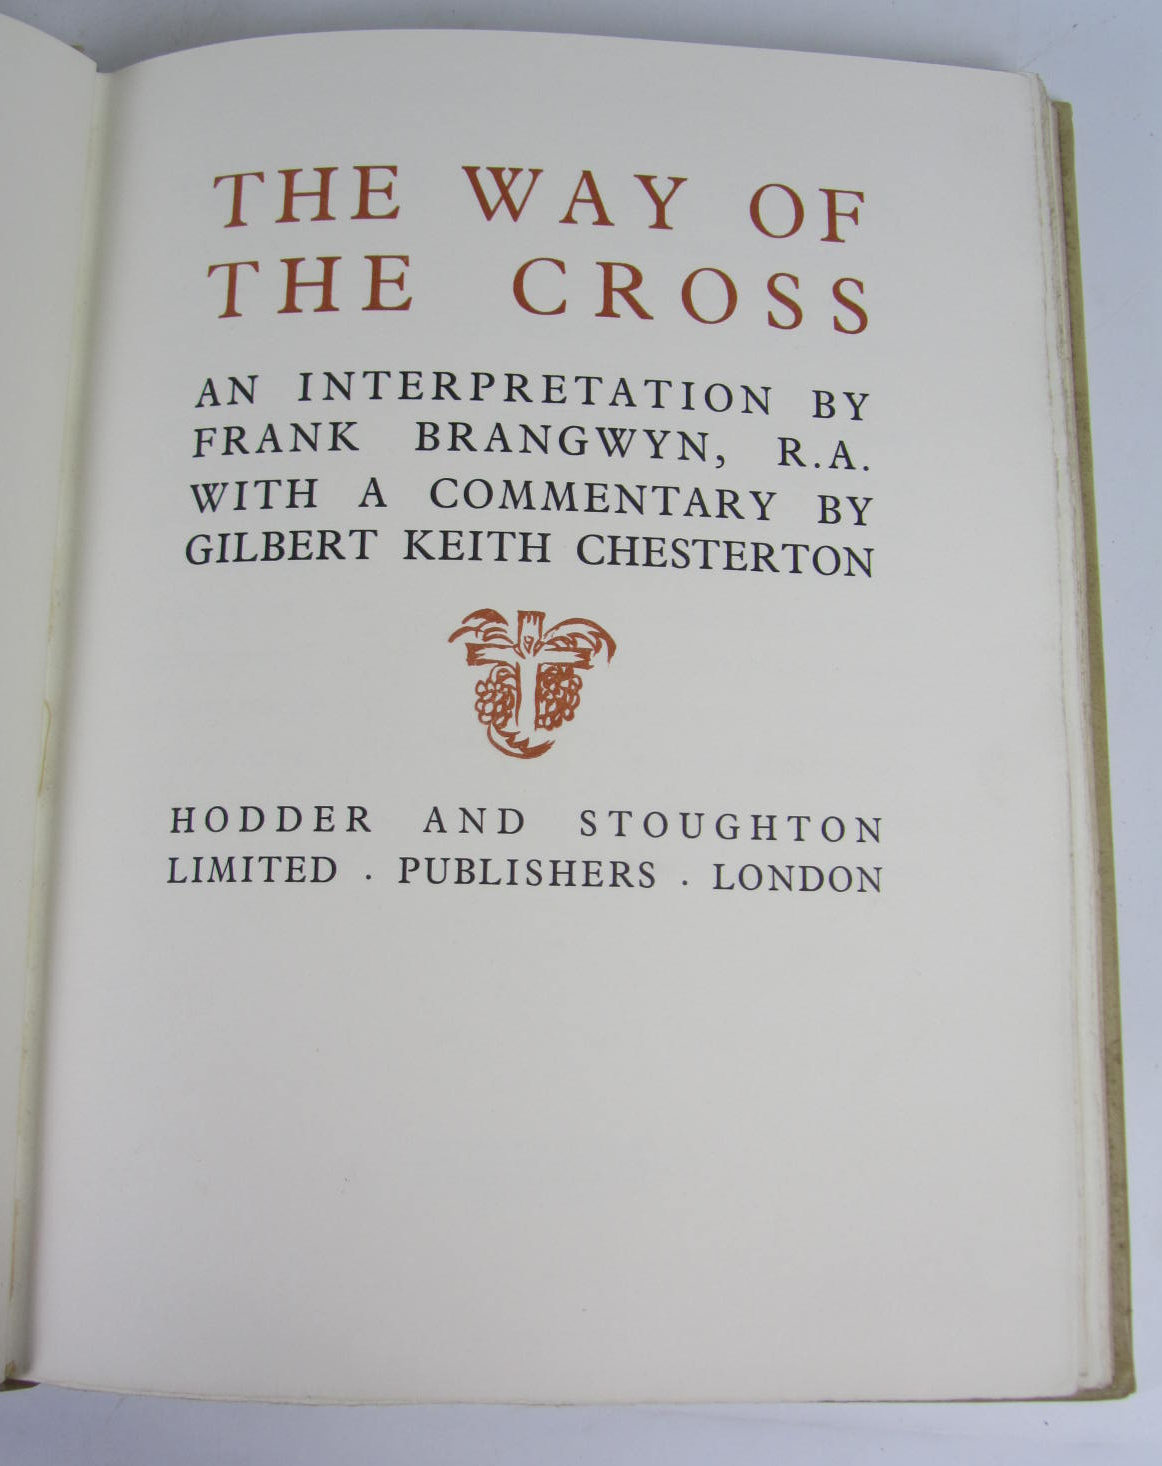 THE WAY OF
THE CROSS
AN INTERPRETATION BY
FRANK BRANGWYN, R.A.
WITH A COMMENTARY BY
GILBERT KEITH CHESTERTON
HODDER AND STOUGHTON
LIMITED . PUBLISHERS . LONDON